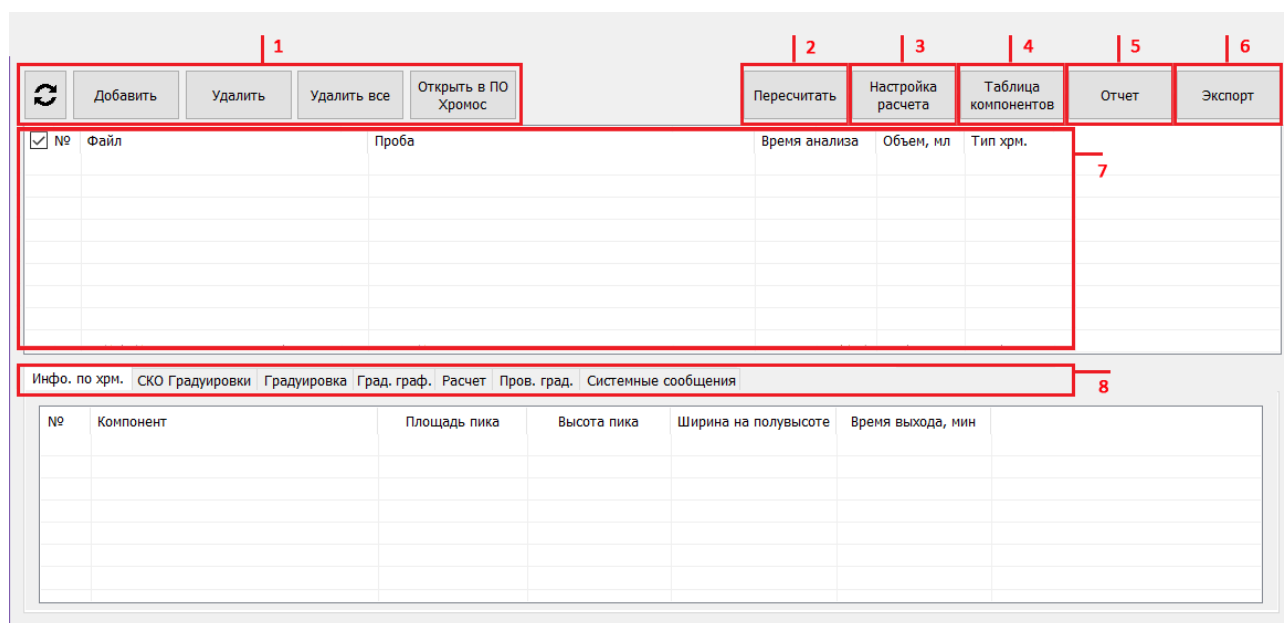 1 2 3 4 5 6
Добавить Удалить Удалить все Открыть в ПО Хромос Пересчитать Настройка расчета Таблица компонентов Отчет Экспорт
№ Файл Проба Время анализа Объем, мл Тип хрм.
7
Инфо. по хрм. СКО Градуировки Градуировка Град. граф. Расчет Пров. град. Системные сообщения
8
№ Компонент Площадь пика Высота пика Ширина на полувысоте Время выхода, мин